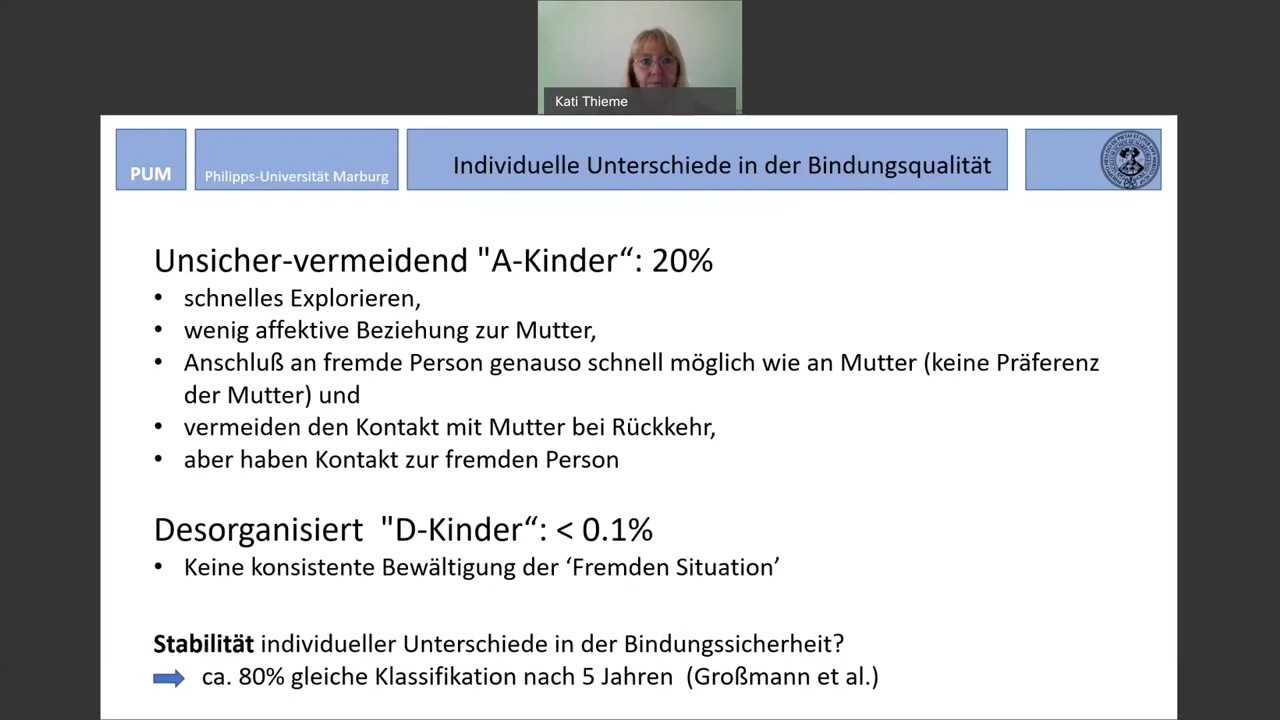 Kati Thieme
PUM
Philipps-Universität Marburg
Individuelle Unterschiede in der Bindungsqualität
Unsicher-vermeidend "A-Kinder“: 20%
• schnelles Explorieren,
• wenig affektive Beziehung zur Mutter,
• Anschluß an fremde Person genauso schnell möglich wie an Mutter (keine Präferenz
der Mutter) und
• vermeiden den Kontakt mit Mutter bei Rückkehr,
• aber haben Kontakt zur fremden Person
Desorganisiert "D-Kinder“: < 0.1%
• Keine konsistente Bewältigung der ‘Fremden Situation’
Stabilität individueller Unterschiede in der Bindungssicherheit?
ca. 80% gleiche Klassifikation nach 5 Jahren (Großmann et al.)